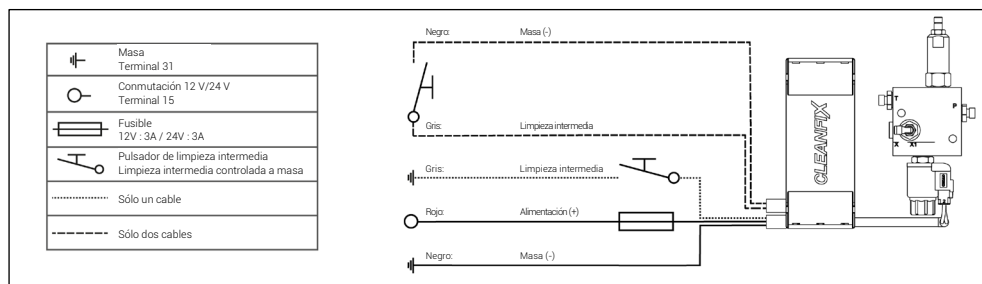 Masa
Terminal 31
Conmutación 12 V/24 V
Terminal 15
Fusible
12V : 3A / 24V : 3A
Pulsador de limpieza intermedia
Limpieza intermedia controlada a masa
Sólo un cable
Sólo dos cables
Negro: Masa (-)
Gris: Limpieza intermedia
Gris: Limpieza intermedia
Rojo: Alimentación (+)
Negro: Masa (-)
CLEANFIX
T
P
X X1